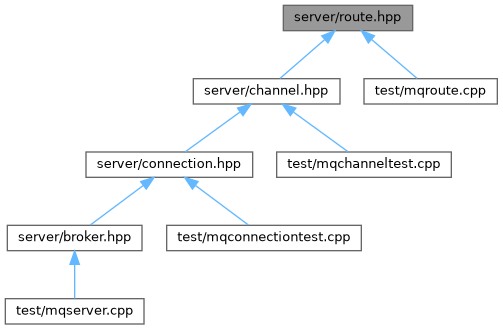 server/route.hpp
server/channel.hpp
test/mqroute.cpp
server/connection.hpp
test/mqchanneltest.cpp
server/broker.hpp
test/mqconnectiontest.cpp
test/mqserver.cpp